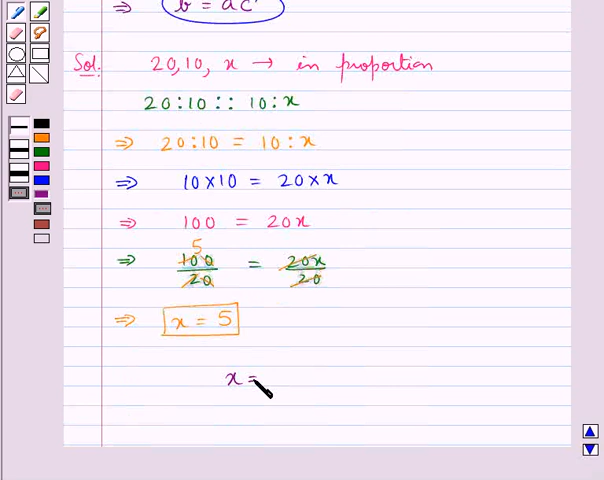 ⇒ b² = ac
Sol. 20, 10, x → in proportion
20:10 :: 10:x
⇒ 20:10 = 10:x
⇒ 10×10 = 20×x
⇒ 100 = 20x
5
⇒ 100/20 = 20x/20
⇒ x = 5
x =